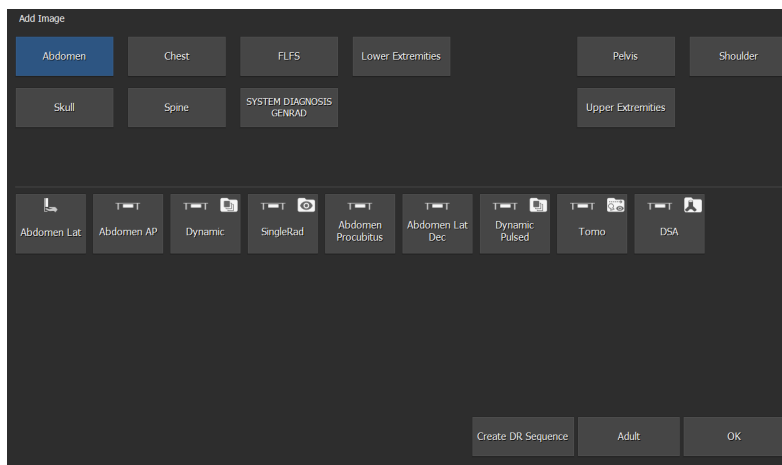 Add Image
Abdomen
Chest
FLFS
Lower Extremities
Pelvis
Shoulder
Skull
Spine
SYSTEM DIAGNOSIS
GENRAD
Upper Extremities
Abdomen Lat
Abdomen AP
Dynamic
SingleRad
Abdomen
Procubitus
Abdomen Lat
Dec
Dynamic
Pulsed
Tomo
DSA
Create DR Sequence
Adult
OK